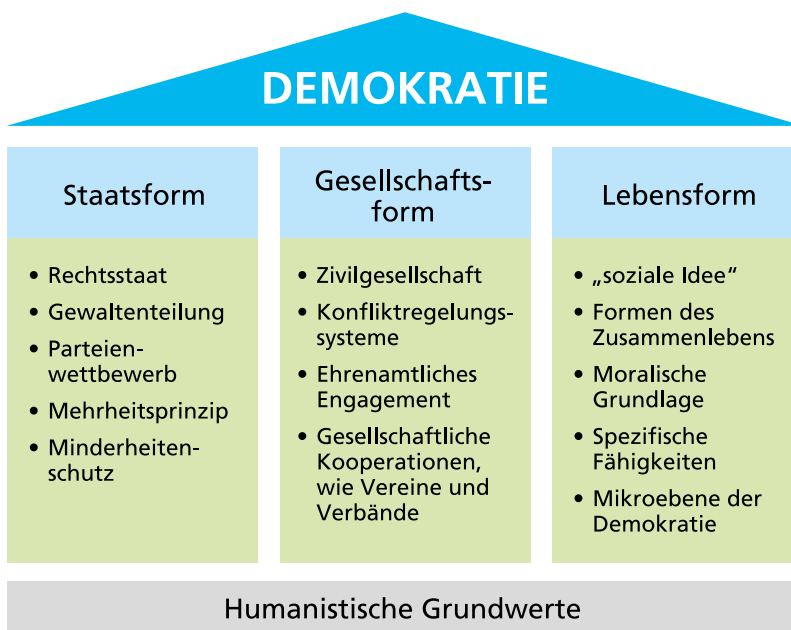 DEMOKRATIE
Staatsform
• Rechtsstaat
• Gewaltenteilung
• Parteien-
wettbewerb
• Mehrheitsprinzip
• Minderheiten-
schutz
Gesellschafts-
form
• Zivilgesellschaft
• Konfliktregelungs-
systeme
• Ehrenamtliches
Engagement
• Gesellschaftliche
Kooperationen,
wie Vereine und
Verbände
Lebensform
• „soziale Idee“
• Formen des
Zusammenlebens
• Moralische
Grundlage
• Spezifische
Fähigkeiten
• Mikroebene der
Demokratie
Humanistische Grundwerte